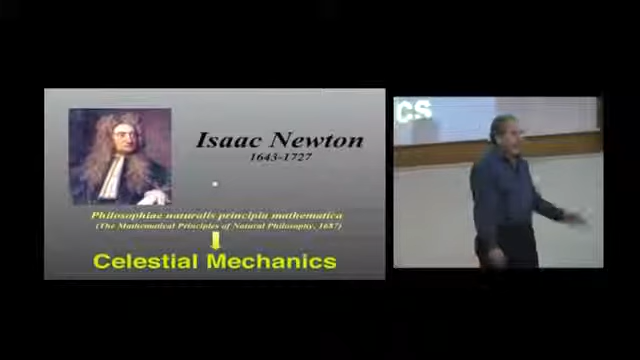 Isaac Newton
1643-1727
Philosophiae naturalis principia mathematica
(The Mathematical Principles of Natural Philosophy, 1687)
Celestial Mechanics
CS